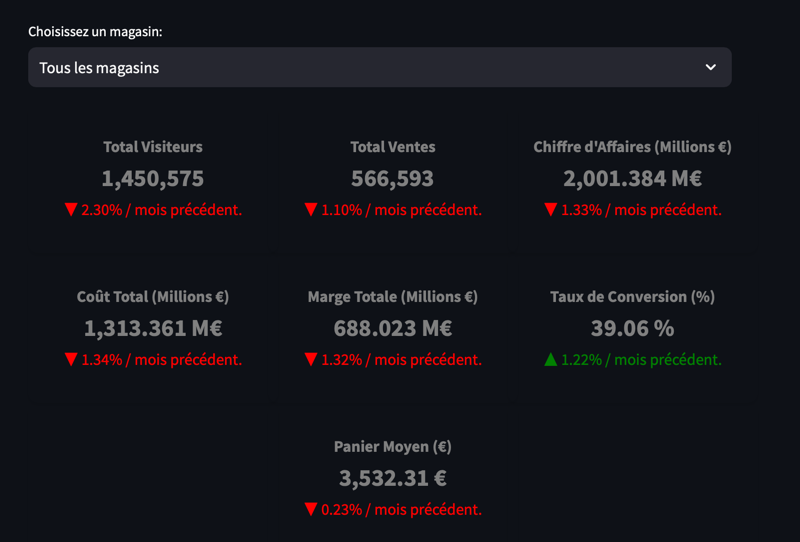 Choisissez un magasin:
Tous les magasins
Total Visiteurs
1,450,575
▼ 2.30% / mois précédent.
Total Ventes
566,593
▼ 1.10% / mois précédent.
Chiffre d'Affaires (Millions €)
2,001.384 M€
▼ 1.33% / mois précédent.
Coût Total (Millions €)
1,313.361 M€
▼ 1.34% / mois précédent.
Marge Totale (Millions €)
688.023 M€
▼ 1.32% / mois précédent.
Taux de Conversion (%)
39.06 %
▲ 1.22% / mois précédent.
Panier Moyen (€)
3,532.31 €
▼ 0.23% / mois précédent.